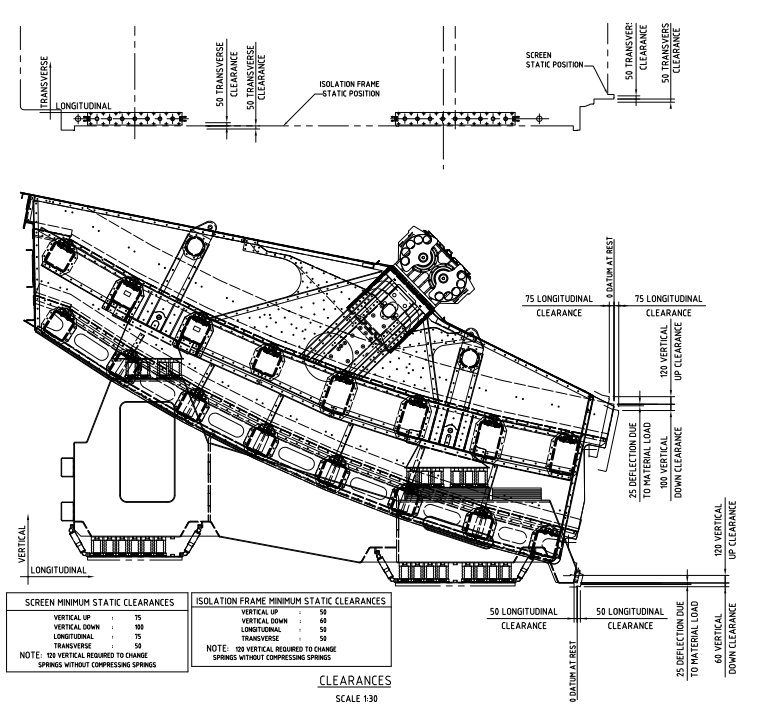 TRANSVERSE
LONGITUDINAL
50 TRANSVERSE
CLEARANCE
50 TRANSVERSE
CLEARANCE
ISOLATION FRAME
STATIC POSITION
SCREEN
STATIC POSITION
50 TRANSVERS
CLEARANCE
50 TRANSVERS
CLEARANCE
0 DATUM AT REST
75 LONGITUDINAL
CLEARANCE
75 LONGITUDINAL
CLEARANCE
120 VERTICAL
UP CLEARANCE
25 DEFLECTION DUE
TO MATERIAL LOAD
100 VERTICAL
DOWN CLEARANCE
VERTICAL
LONGITUDINAL
120 VERTICAL
UP CLEARANCE
50 LONGITUDINAL
CLEARANCE
50 LONGITUDINAL
CLEARANCE
0 DATUM AT REST
25 DEFLECTION DUE
TO MATERIAL LOAD
60 VERTICAL
DOWN CLEARANCE
SCREEN MINIMUM STATIC CLEARANCES
VERTICAL UP : 75
VERTICAL DOWN : 100
LONGITUDINAL : 75
TRANSVERSE : 50
NOTE: 120 VERTICAL REQUIRED TO CHANGE
SPRINGS WITHOUT COMPRESSING SPRINGS
ISOLATION FRAME MINIMUM STATIC CLEARANCES
VERTICAL UP : 50
VERTICAL DOWN : 60
LONGITUDINAL : 50
TRANSVERSE : 50
NOTE: 120 VERTICAL REQUIRED TO CHANGE
SPRINGS WITHOUT COMPRESSING SPRINGS
CLEARANCES
SCALE 1:30